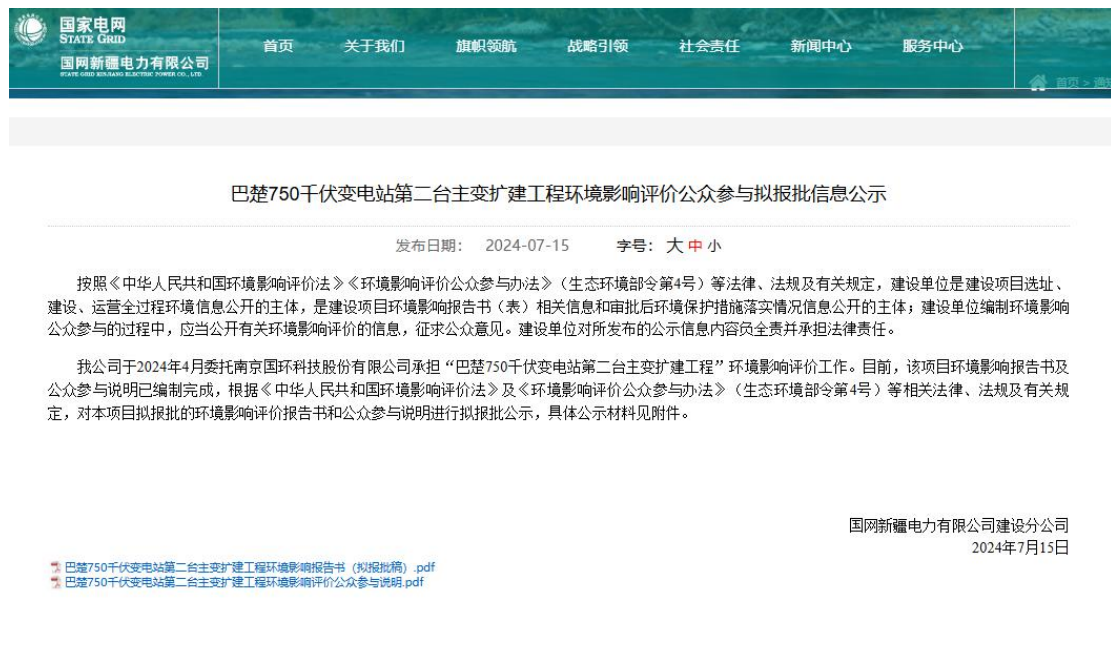 国家电网
STATE GRID
国网新疆电力有限公司
STATE GRID XINJIANG ELECTRIC POWER CO., LTD.
首页 关于我们 旗帜领航 战略引领 社会责任 新闻中心 服务中心
首页 > 通知
巴楚750千伏变电站第二台主变扩建工程环境影响评价公众参与拟报批信息公示
发布日期： 2024-07-15 字号： 大 中 小
按照《中华人民共和国环境影响评价法》《环境影响评价公众参与办法》（生态环境部令第4号）等法律、法规及有关规定，建设单位是建设项目选址、
建设、运营全过程环境信息公开的主体，是建设项目环境影响报告书（表）相关信息和审批后环境保护措施落实情况信息公开的主体；建设单位编制环境影响
公众参与的过程中，应当公开有关环境影响评价的信息，征求公众意见。建设单位对所发布的公示信息内容负全责并承担法律责任。
我公司于2024年4月委托南京国环科技股份有限公司承担“巴楚750千伏变电站第二台主变扩建工程”环境影响评价工作。目前，该项目环境影响报告书及
公众参与说明已编制完成，根据《中华人民共和国环境影响评价法》及《环境影响评价公众参与办法》（生态环境部令第4号）等相关法律、法规及有关规
定，对本项目拟报批的环境影响评价报告书和公众参与说明进行拟报批公示，具体公示材料见附件。
国网新疆电力有限公司建设分公司
2024年7月15日
巴楚750千伏变电站第二台主变扩建工程环境影响报告书（拟报批稿）.pdf
巴楚750千伏变电站第二台主变扩建工程环境影响评价公众参与说明.pdf